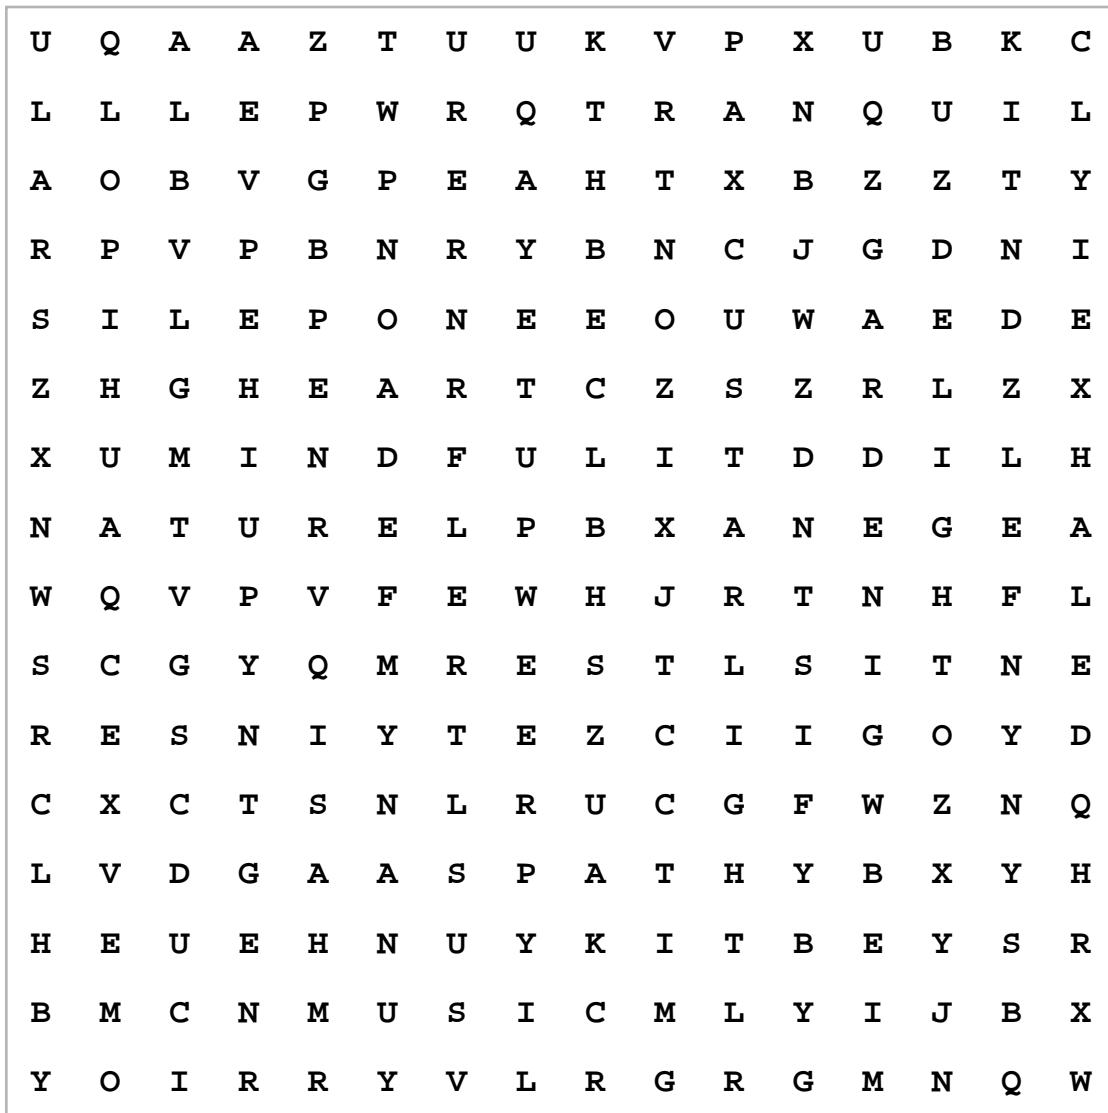 U Q A A Z T U U K V P X U B K C
L L L E P W R Q T R A N Q U I L
A O B V G P E A H T X B Z Z T Y
R P V P B N R Y B N C J G D N I
S I L E P O N E E O U W A E D E
Z H G H E A R T C Z S Z R L Z X
X U M I N D F U L I T D D I L H
N A T U R E L P B X A N E G E A
W Q V P V F E W H J R T N H F L
S C G Y Q M R E S T L S I T N E
R E S N I Y T E Z C I I G O Y D
C X C T S N L R U C G F W Z N Q
L V D G A A S P A T H Y B X Y H
H E U E H N U Y K I T B E Y S R
B M C N M U S I C M L Y I J B X
Y O I R R Y V L R G R G M N Q W